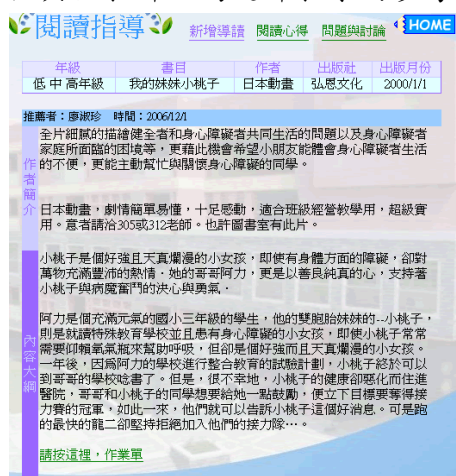 閱讀指導
新增導讀 閱讀心得 問題與討論 HOME
年級 書目 作者 出版社 出版月份
低 中 高年級 我的妹妹小桃子 日本動畫 弘恩文化 2000/1/1
推薦者：廖淑珍 時間：2006/12/1
作者簡介
全片細膩的描繪健全者和身心障礙者共同生活的問題以及身心障礙者
家庭所面臨的困境等，更藉此機會希望小朋友能體會身心障礙者生活
的不便，更能主動幫忙與關懷身心障礙的同學。
日本動畫，劇情簡單易懂，十足感動，適合班級經營教學用，超級實
用。意者請洽305或312老師。也許圖書室有此片。
內容大綱
小桃子是個好強且天真爛漫的小女孩，即使有身體方面的障礙，卻對
萬物充滿豐沛的熱情．她的哥哥阿力，更是以善良純真的心，支持著
小桃子與病魔奮鬥的決心與勇氣．
阿力是個充滿元氣的國小三年級的學生，他的雙胞胎妹妹的--小桃子，
則是就讀特殊教育學校並且患有身心障礙的小女孩，即使小桃子常常
需要仰賴氧氣瓶來幫助呼吸，但卻是個好強而且天真爛漫的小女孩。
一年後，因為阿力的學校進行整合教育的試驗計劃，小桃子終於可以
到哥哥的學校唸書了。但是，很不幸地，小桃子的健康卻惡化而住進
醫院，哥哥和小桃子的同學想要給她一點鼓勵，便立下目標要奪得接
力賽的冠軍，如此一來，他們就可以告訴小桃子這個好消息。可是跑
的最快的龍二卻堅持拒絕加入他們的接力隊…。
請按這裡，作業單